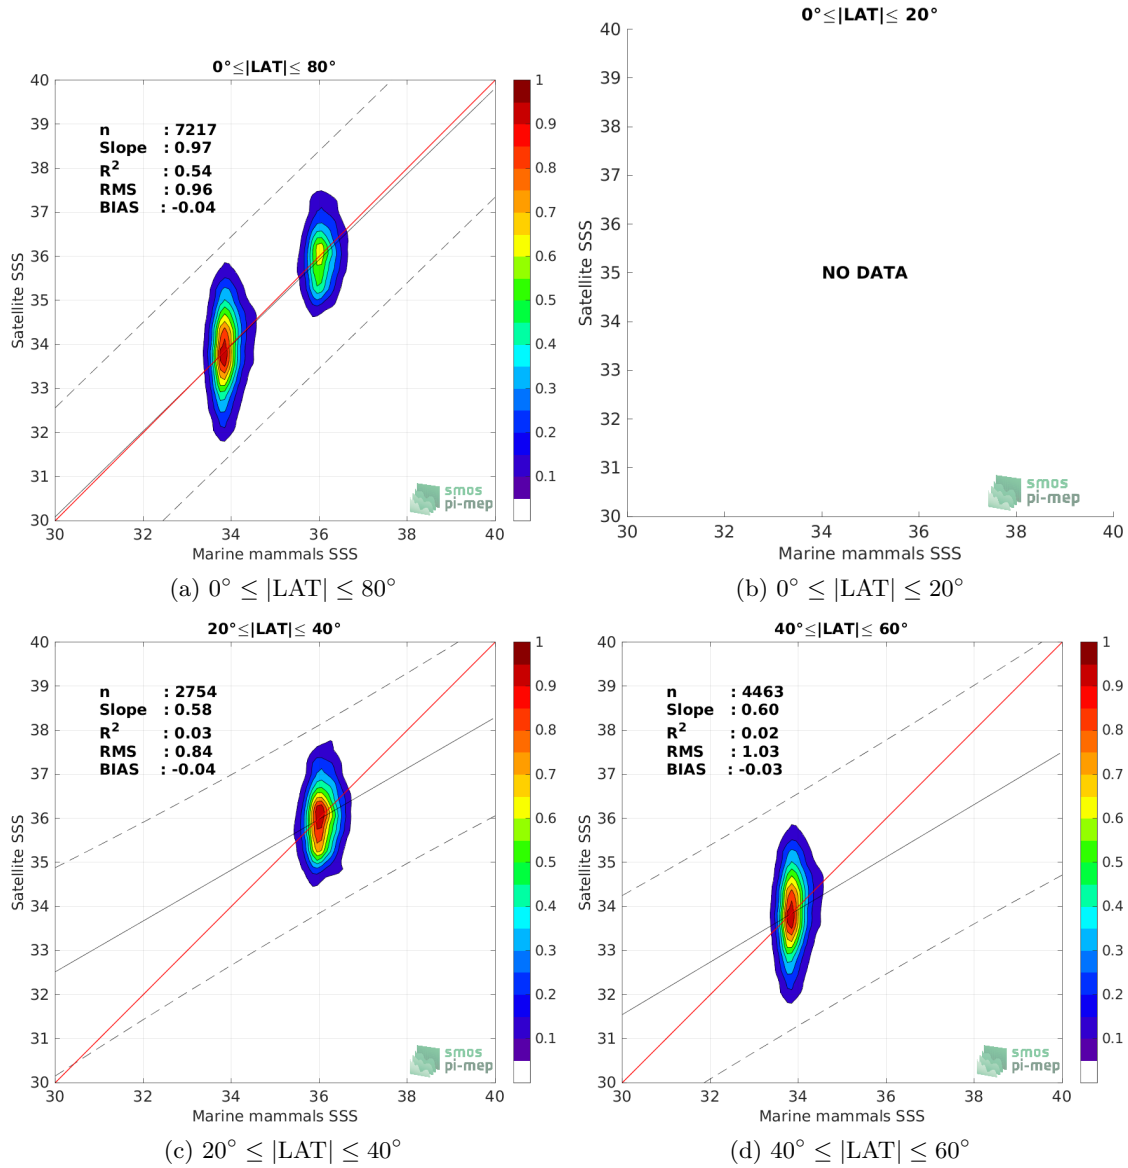 0°≤|LAT|≤ 80°
40
39
38
37
36
35
34
33
32
31
30
30
32
34
36
38
40
Satellite SSS
Marine mammals SSS
n : 7217
Slope : 0.97
R² : 0.54
RMS : 0.96
BIAS : -0.04
smos
pi-mep
1
0.9
0.8
0.7
0.6
0.5
0.4
0.3
0.2
0.1
(a) 0° ≤ |LAT| ≤ 80°
0°≤|LAT|≤ 20°
40
39
38
37
36
35
34
33
32
31
30
30
32
34
36
38
40
Satellite SSS
Marine mammals SSS
NO DATA
smos
pi-mep
(b) 0° ≤ |LAT| ≤ 20°
20°≤|LAT|≤ 40°
40
39
38
37
36
35
34
33
32
31
30
30
32
34
36
38
40
Satellite SSS
Marine mammals SSS
n : 2754
Slope : 0.58
R² : 0.03
RMS : 0.84
BIAS : -0.04
smos
pi-mep
1
0.9
0.8
0.7
0.6
0.5
0.4
0.3
0.2
0.1
(c) 20° ≤ |LAT| ≤ 40°
40°≤|LAT|≤ 60°
40
39
38
37
36
35
34
33
32
31
30
30
32
34
36
38
40
Satellite SSS
Marine mammals SSS
n : 4463
Slope : 0.60
R² : 0.02
RMS : 1.03
BIAS : -0.03
smos
pi-mep
1
0.9
0.8
0.7
0.6
0.5
0.4
0.3
0.2
0.1
(d) 40° ≤ |LAT| ≤ 60°